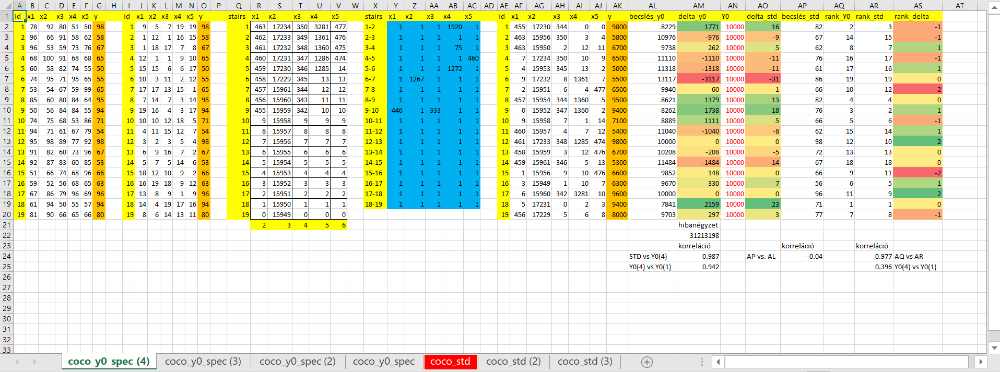 A B C D E F G H I J K L M N O P Q R S T U V W X Y Z AA AB AC AD AE AF AG AH AI AJ AK AL AM AN AO AP AQ AR AS AT
1 id x1 x2 x3 x4 x5 y id x1 x2 x3 x4 x5 y stairs x1 x2 x3 x4 x5 stairs x1 x2 x3 x4 x5 id x1 x2 x3 x4 x5 y becslés_y0 delta_y0 Y0 delta_std becslés_std rank_Y0 rank_std rank_delta
2 1 78 92 80 51 50 98 1 9 5 7 19 19 98 1 463 17234 350 3281 477 1-2 1 1 1 1920 1 1 455 17230 344 0 0 9800 8229 1771 10000 16 82 2 3 -1
3 2 96 66 91 58 62 58 2 1 12 1 16 15 58 2 462 17233 349 1361 476 2-3 1 1 1 1 1 2 463 15956 350 3 4 5800 10976 -976 10000 -9 67 14 15 -1
4 3 96 53 59 73 76 67 3 1 18 17 7 8 67 3 461 17232 348 1360 475 3-4 1 1 1 75 1 3 463 15950 2 12 11 6700 9738 262 10000 5 62 8 7 1
5 4 68 100 91 68 68 65 4 12 1 1 9 10 65 4 460 17231 347 1286 474 4-5 1 1 1 1 460 4 7 17234 350 10 9 6500 11110 -1110 10000 -11 76 16 17 -1
6 5 60 58 82 74 55 50 5 15 15 6 6 17 50 5 459 17230 346 1285 14 5-6 1 1 1 1272 1 5 4 15953 345 13 2 5000 11318 -1318 10000 -11 61 17 16 1
7 6 74 95 71 95 65 55 6 10 3 11 2 12 55 6 458 17229 345 13 13 6-7 1 1267 1 1 1 6 9 17232 8 1361 7 5500 13117 -3117 10000 -31 86 19 19 0
8 7 53 54 67 59 99 65 7 17 17 13 15 1 65 7 457 15961 344 12 12 7-8 1 1 1 1 1 7 2 15951 6 4 477 6500 9940 60 10000 -1 66 10 12 -2
9 8 85 60 80 84 64 95 8 7 14 7 3 14 95 8 456 15960 343 11 11 8-9 1 1 1 1 1 8 457 15954 344 1360 5 9500 8621 1379 10000 13 82 4 4 0
10 9 50 56 84 84 55 94 9 19 16 4 3 17 94 9 455 15959 342 10 10 9-10 446 1 333 1 1 9 0 15952 347 1360 2 9400 8262 1738 10000 18 76 3 2 1
11 10 74 75 68 53 86 71 10 10 10 12 18 5 71 10 9 15958 9 9 9 10-11 1 1 1 1 1 10 9 15958 7 1 14 7100 8889 1111 10000 5 66 5 6 -1
12 11 94 71 61 67 79 54 11 4 11 15 12 7 54 11 8 15957 8 8 8 11-12 1 1 1 1 1 11 460 15957 4 7 12 5400 11040 -1040 10000 -8 62 15 14 1
13 12 95 98 89 77 92 98 12 3 2 3 5 4 98 12 7 15956 7 7 7 12-13 1 1 1 1 1 12 461 17233 348 1285 474 9800 10000 0 10000 0 98 12 10 2
14 13 91 82 60 73 96 67 13 6 9 16 7 2 67 13 6 15955 6 6 6 13-14 1 1 1 1 1 13 458 15959 3 12 476 6700 10208 -208 10000 -5 72 13 13 0
15 14 92 87 83 60 85 53 14 5 7 5 14 6 53 14 5 15954 5 5 5 14-15 1 1 1 1 1 14 459 15961 346 5 13 5300 11484 -1484 10000 -14 67 18 18 0
16 15 51 66 74 68 96 66 15 18 12 10 9 2 66 15 4 15953 4 4 4 15-16 1 1 1 1 1 15 1 15956 9 10 476 6600 9852 148 10000 0 66 9 11 -2
17 16 59 52 56 68 65 63 16 16 19 18 9 12 63 16 3 15952 3 3 3 16-17 1 1 1 1 1 16 3 15949 1 10 7 6300 9670 330 10000 7 56 6 5 1
18 17 67 86 79 96 69 96 17 13 8 9 1 9 96 17 2 15951 2 2 2 17-18 1 1 1 1 1 17 6 15960 342 3281 10 9600 10000 0 10000 0 96 11 9 2
19 18 61 94 50 55 57 94 18 14 4 19 17 16 94 18 1 15950 1 1 1 18-19 1 1 1 1 1 18 5 17231 0 2 3 9400 7841 2159 10000 23 71 1 1 0
20 19 81 90 66 65 66 80 19 8 6 14 13 11 80 19 0 15949 0 0 0 19 456 17229 5 6 8 8000 9703 297 10000 3 77 7 8 -1
21 2 3 4 5 6 hibanégyzet
22 31213198
23 korreláció korreláció korreláció
24 STD vs Y0(4) 0.987 AP vs. AL -0.04 0.977 AQ vs AR
25 Y0(4) vs Y0(1) 0.942 0.396 Y0(4) vs Y0(1)
26
27
28
29
30
31
32
33
coco_y0_spec (4) coco_y0_spec (3) coco_y0_spec (2) coco_y0_spec coco_std coco_std (2) coco_std (3)